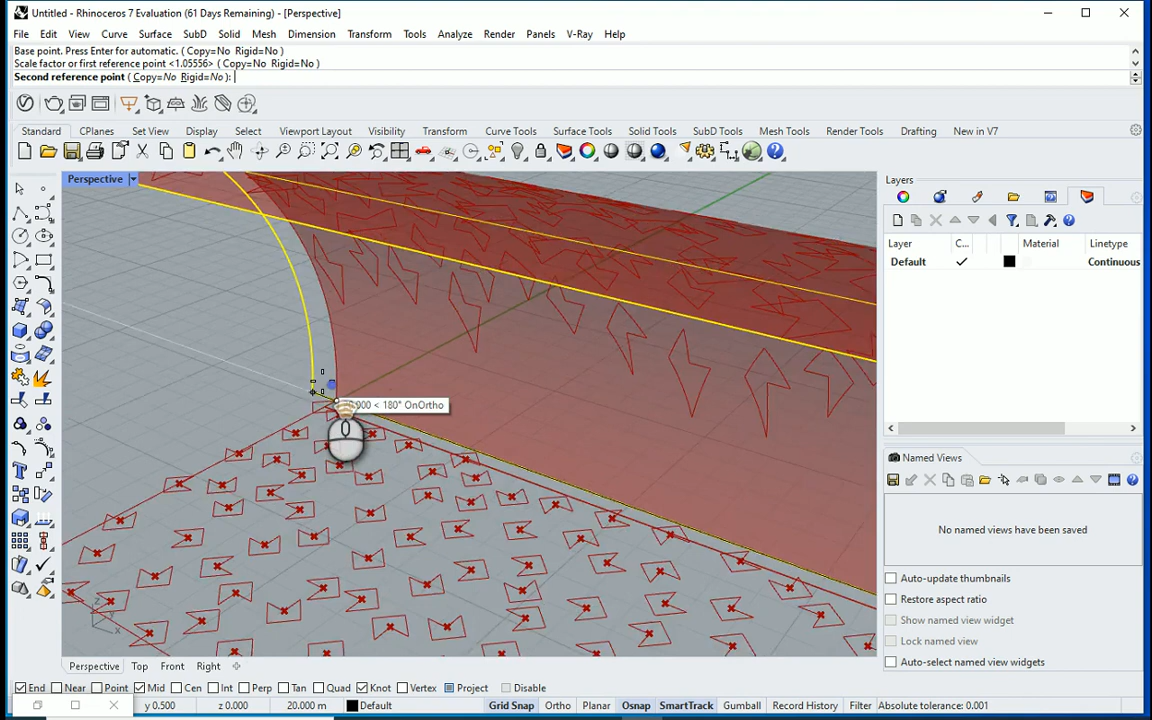 Untitled - Rhinoceros 7 Evaluation (61 Days Remaining) - [Perspective]
File Edit View Curve Surface SubD Solid Mesh Dimension Transform Tools Analyze Render Panels V-Ray Help
Base point. Press Enter for automatic. ( Copy=No Rigid=No )
Scale factor or first reference point <1.05556> ( Copy=No Rigid=No )
Second reference point ( Copy=No Rigid=No ):
Standard CPlanes Set View Display Select Viewport Layout Visibility Transform Curve Tools Surface Tools Solid Tools SubD Tools Mesh Tools Render Tools Drafting New in V7
Perspective
Layers
Layer C... Material Linetype
Default Continuous
< 180° OnOrtho
Named Views
No named views have been saved
Auto-update thumbnails
Restore aspect ratio
Show named view widget
Lock named view
Auto-select named view widgets
z x
Perspective Top Front Right
End Near Point Mid Cen Int Perp Tan Quad Knot Vertex Project Disable
y 0.500 z 0.000 20.000 m Default Grid Snap Ortho Planar Osnap SmartTrack Gumball Record History Filter Absolute tolerance: 0.001